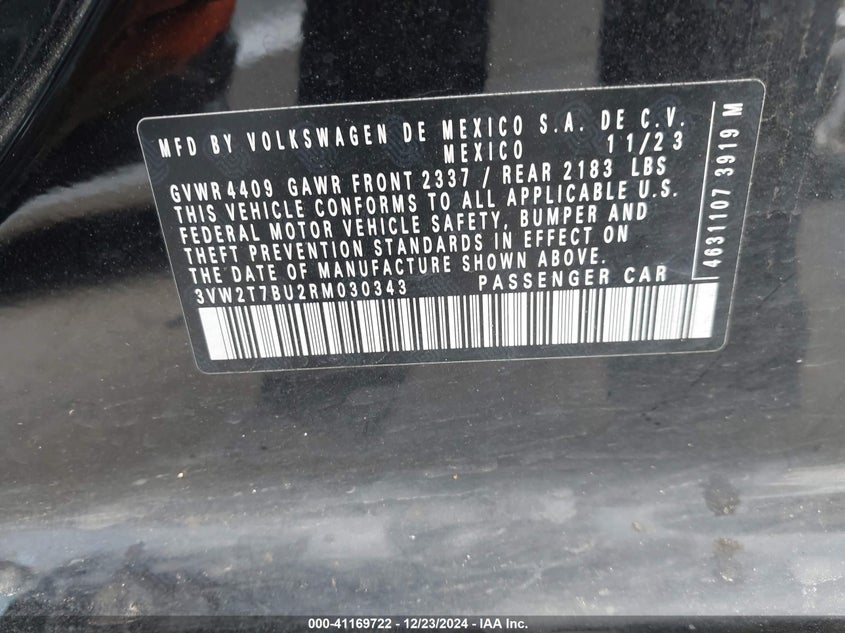 MFD BY VOLKSWAGEN DE MEXICO S.A. DE C.V.
MEXICO 11/23
GVWR 4409 GAWR FRONT 2337 / REAR 2183 LBS
THIS VEHICLE CONFORMS TO ALL APPLICABLE U.S.
FEDERAL MOTOR VEHICLE SAFETY, BUMPER AND
THEFT PREVENTION STANDARDS IN EFFECT ON
THE DATE OF MANUFACTURE SHOWN ABOVE.
3VW2T7BU2RM030343 PASSENGER CAR
4631107 3919 M
000-41169722 - 12/23/2024 - IAA Inc.